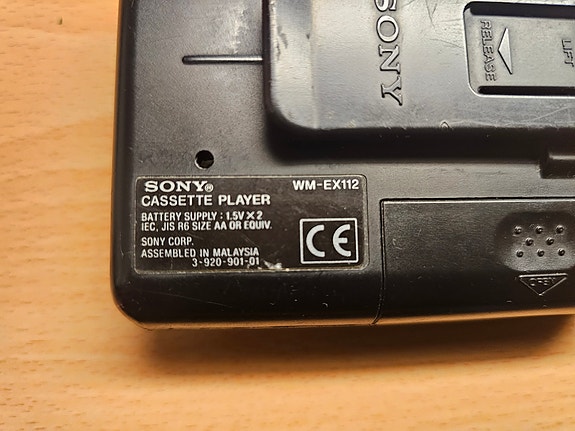 SONY
LIFT
RELEASE
SONY® WM-EX112
CASSETTE PLAYER
BATTERY SUPPLY : 1.5V × 2
IEC, JIS R6 SIZE AA OR EQUIV.
SONY CORP.
ASSEMBLED IN MALAYSIA
3-920-901-01
CE
OPEN